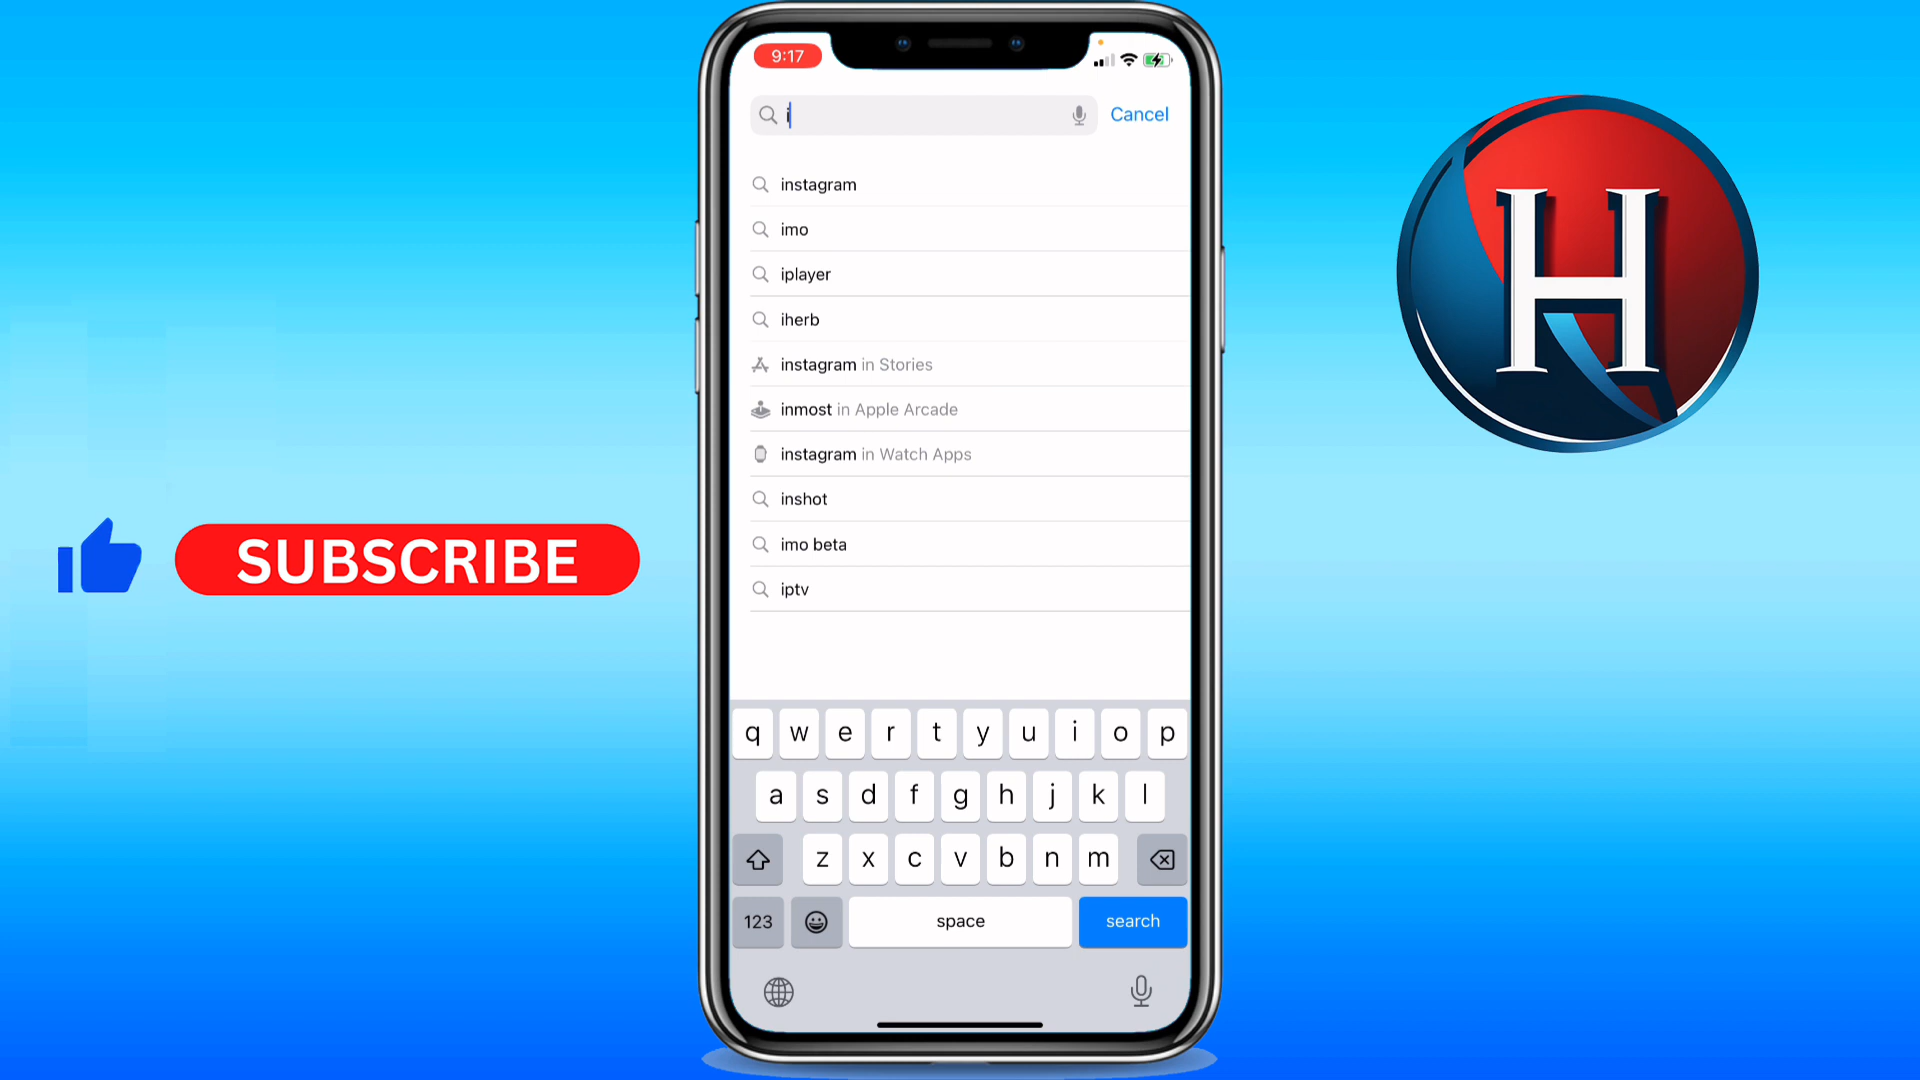 9:17
i
Cancel
instagram
imo
iplayer
iherb
instagram in Stories
inmost in Apple Arcade
instagram in Watch Apps
inshot
imo beta
iptv
q w e r t y u i o p
a s d f g h j k l
z x c v b n m
123 space search
SUBSCRIBE
H